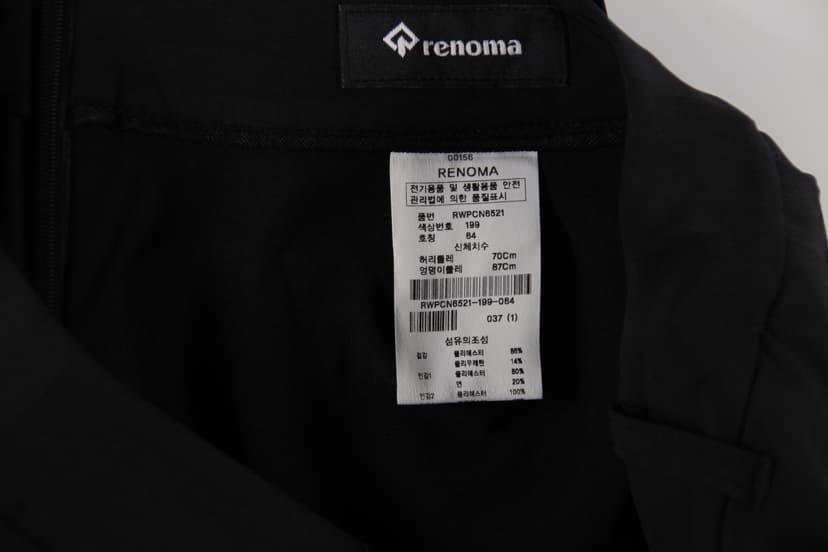 renoma
00156
RENOMA
전기용품 및 생활용품 안전
관리법에 의한 품질표시
품번 RWPCN6521
색상번호 199
호칭 64
신체치수
허리둘레 70Cm
엉덩이둘레 87Cm
RWPCN6521-199-064
037 (1)
섬유의조성
겉감 폴리에스터 86%
폴리우레탄 14%
안감1 폴리에스터 80%
면 20%
안감2 폴리에스터 100%